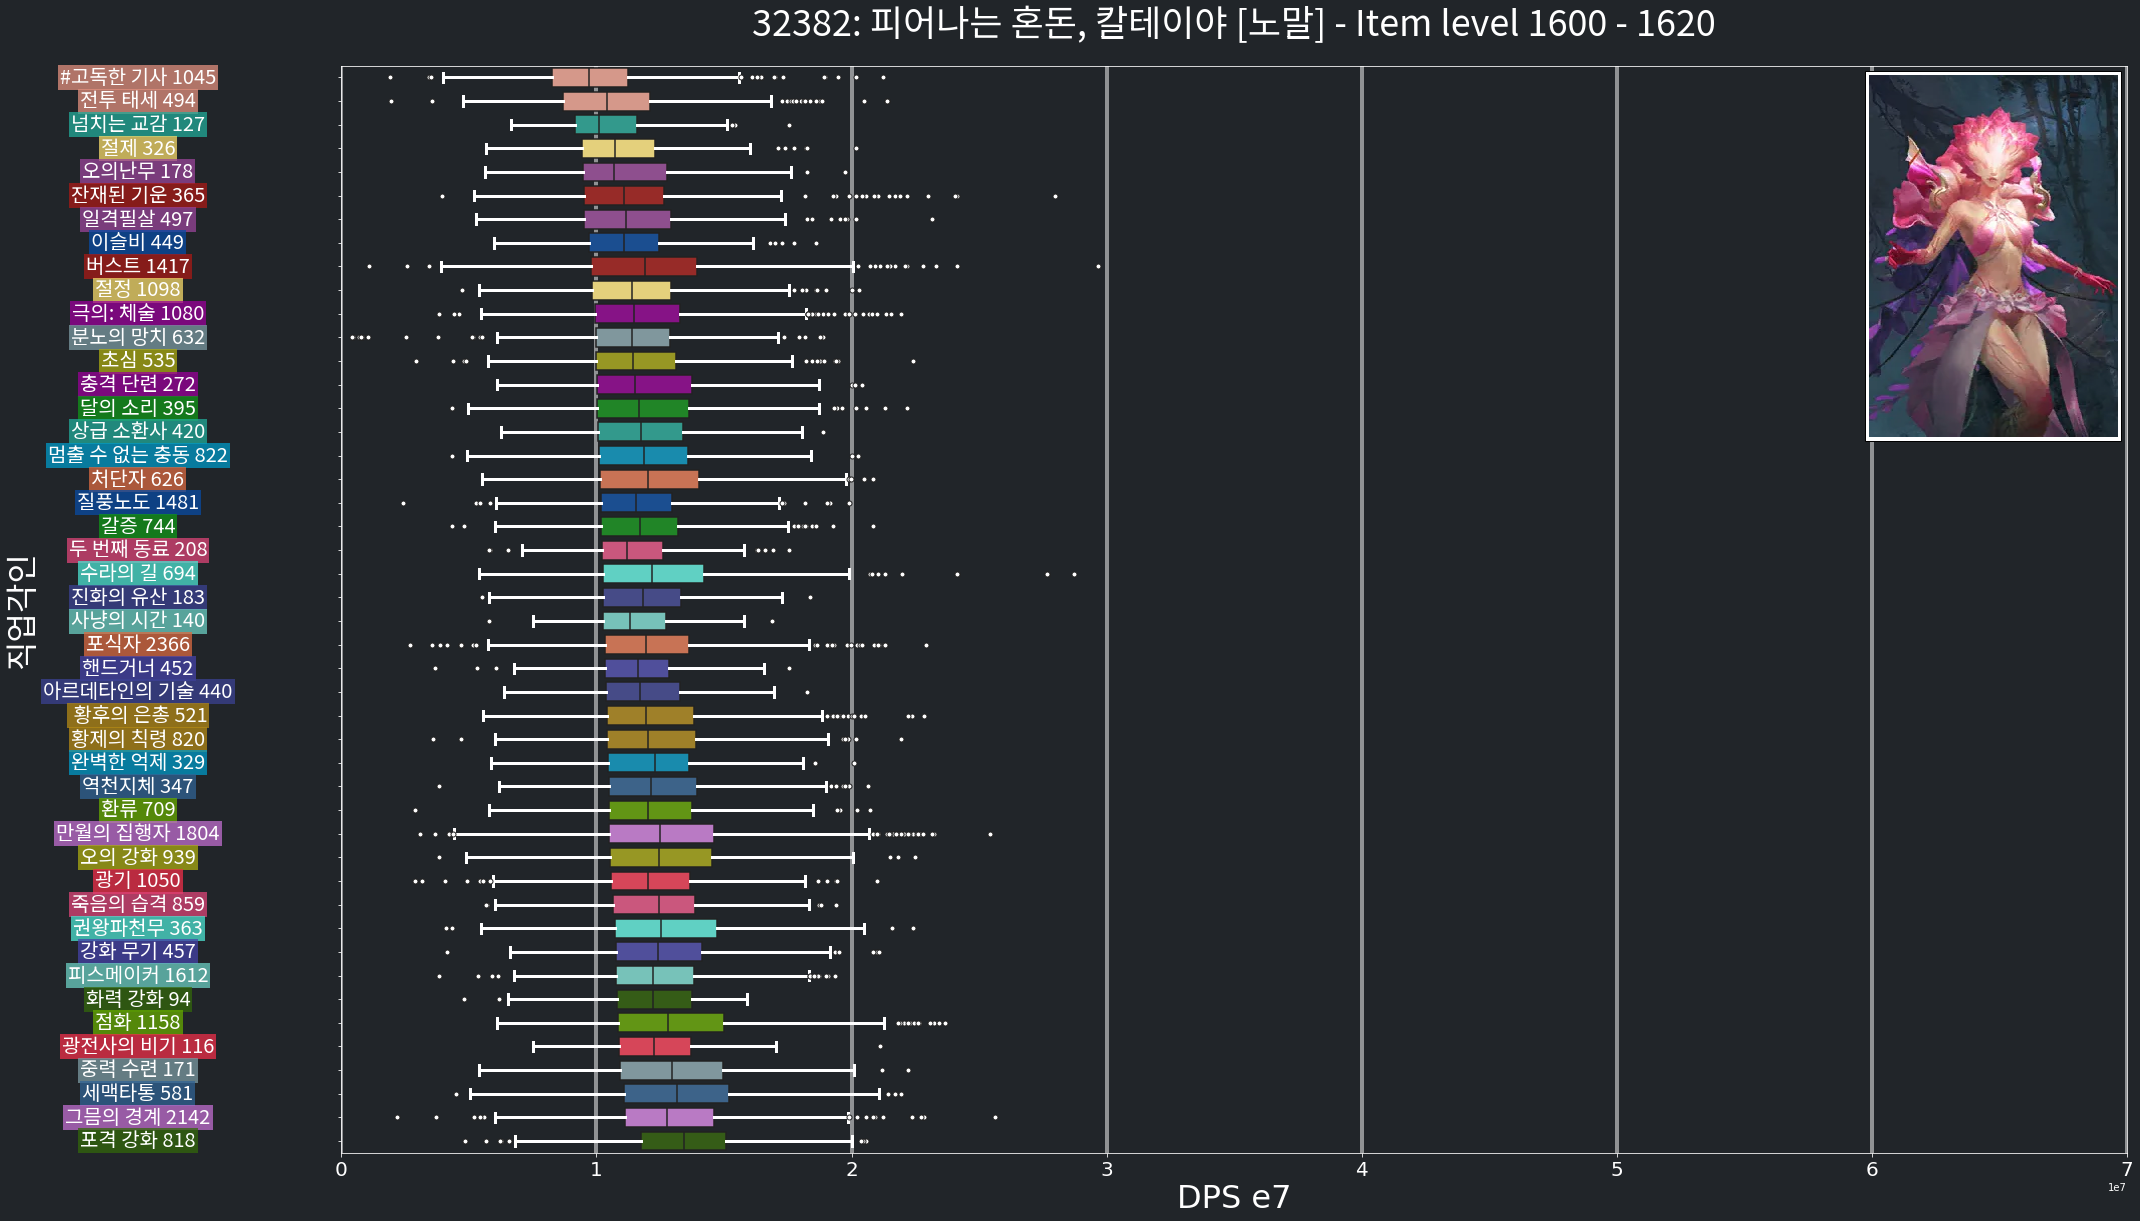 32382: 피어나는 혼돈, 칼테이야 [노말] - Item level 1600 - 1620
직업각인
#고독한 기사 1045
전투 태세 494
넘치는 교감 127
절제 326
오의난무 178
잔재된 기운 365
일격필살 497
이슬비 449
버스트 1417
절정 1098
극의: 체술 1080
분노의 망치 632
초심 535
충격 단련 272
달의 소리 395
상급 소환사 420
멈출 수 없는 충동 822
처단자 626
질풍노도 1481
갈증 744
두 번째 동료 208
수라의 길 694
진화의 유산 183
사냥의 시간 140
포식자 2366
핸드거너 452
아르데타인의 기술 440
황후의 은총 521
황제의 칙령 820
완벽한 억제 329
역천지체 347
환류 709
만월의 집행자 1804
오의 강화 939
광기 1050
죽음의 습격 859
권왕파천무 363
강화 무기 457
피스메이커 1612
화력 강화 94
점화 1158
광전사의 비기 116
중력 수련 171
세맥타통 581
그믐의 경계 2142
포격 강화 818
0 1 2 3 4 5 6 7
1e7
DPS e7